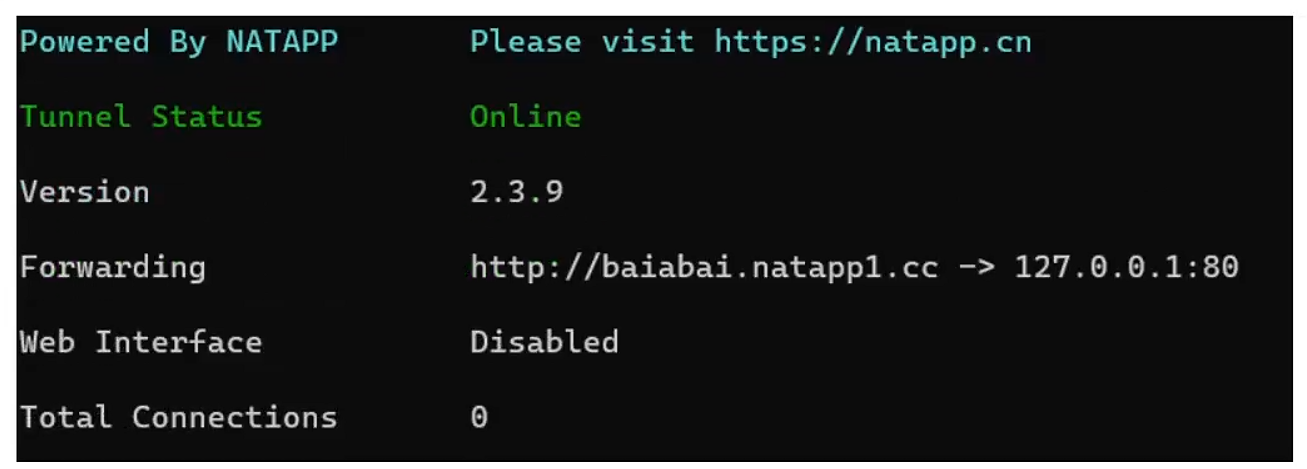 Powered By NATAPP Please visit https://natapp.cn
Tunnel Status Online
Version 2.3.9
Forwarding http://baiabai.natapp1.cc -> 127.0.0.1:80
Web Interface Disabled
Total Connections 0